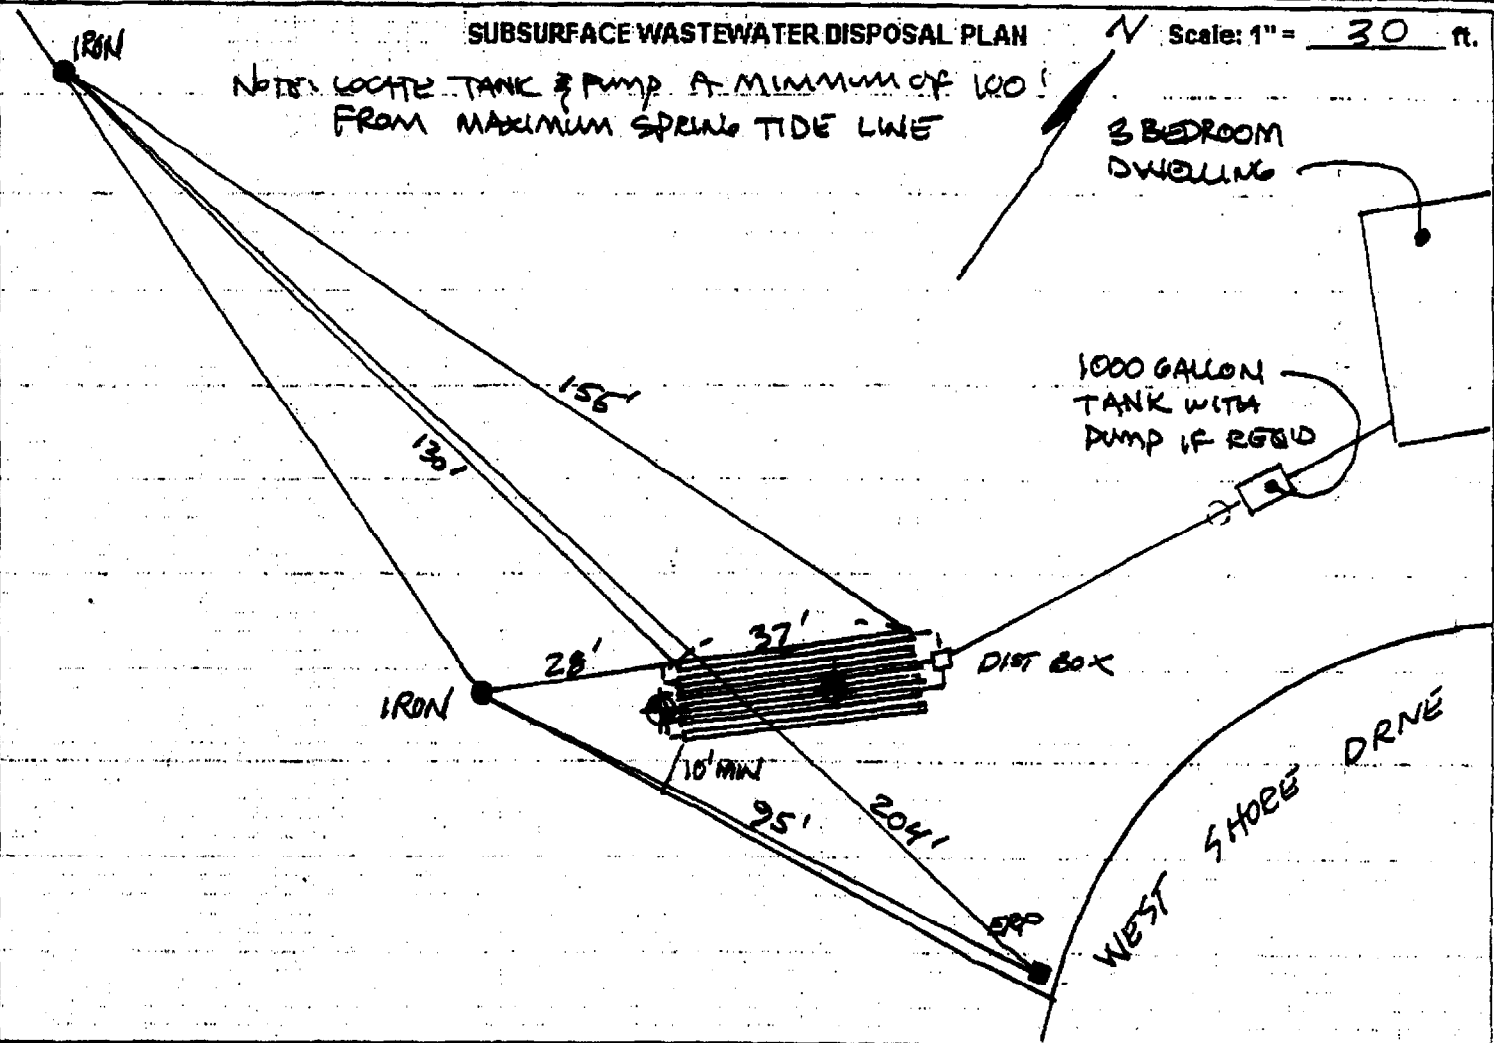 SUBSURFACE WASTEWATER DISPOSAL PLAN
N Scale: 1" = 30 ft.
IRON
NOTE: LOCATE TANK & PUMP A MINIMUM OF 100'
FROM MAXIMUM SPRING TIDE LINE
3 BEDROOM
DWELLING
1000 GALLON
TANK WITH
PUMP IF REQ'D
156'
130'
37'
28'
DIST BOX
IRON
10' MIN
95'
204'
ERP
WEST SHORE DRIVE